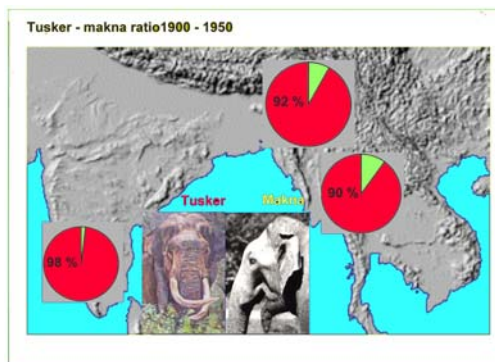 Tusker - makna ratio1900 - 1950
92 %
90 %
Tusker
Makna
98 %